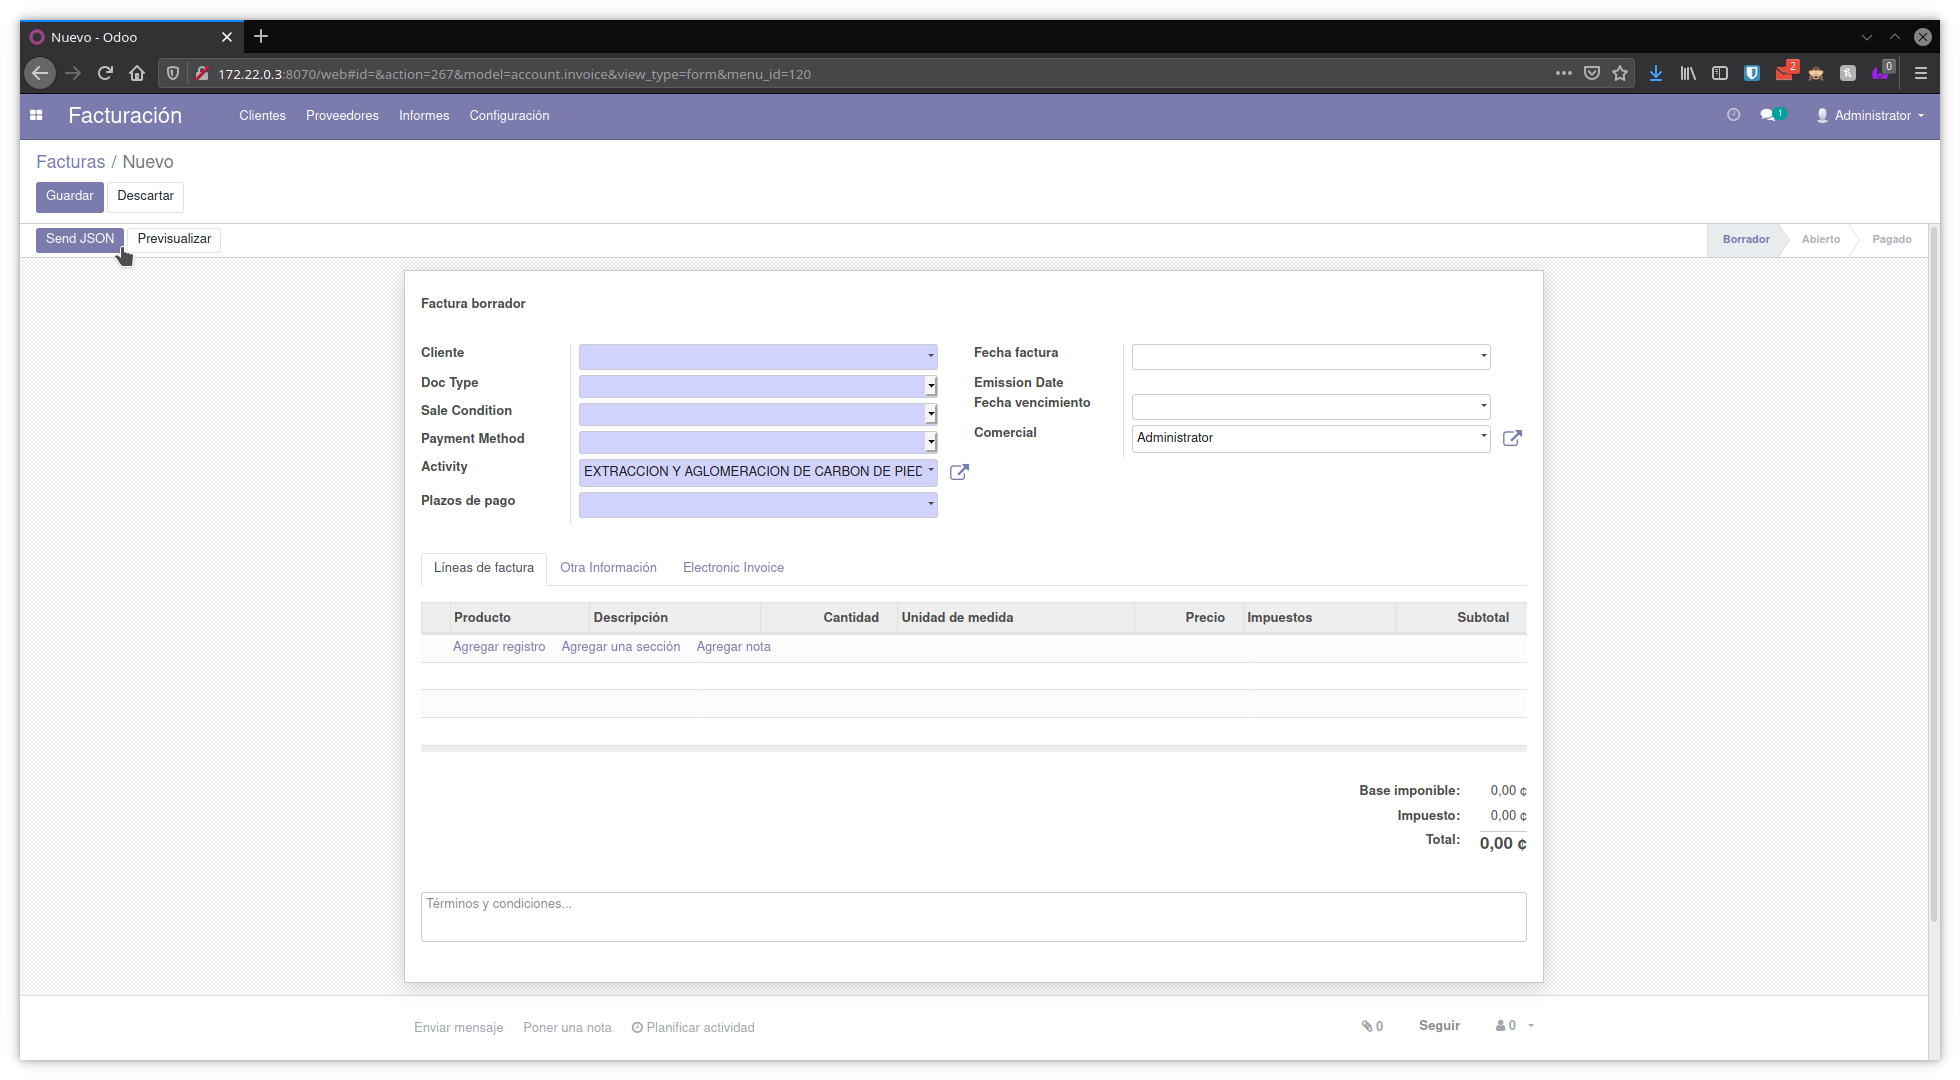 Nuevo - Odoo
172.22.0.3:8070/web#id=&action=267&model=account.invoice&view_type=form&menu_id=120
2
0
Facturación Clientes Proveedores Informes Configuración 1 Administrator
Facturas / Nuevo
Guardar Descartar
Send JSON Previsualizar Borrador Abierto Pagado
Factura borrador
Cliente Fecha factura
Doc Type Emission Date
Sale Condition Fecha vencimiento
Payment Method Comercial Administrator
Activity EXTRACCION Y AGLOMERACION DE CARBON DE PIED
Plazos de pago
Líneas de factura Otra Información Electronic Invoice
Producto Descripción Cantidad Unidad de medida Precio Impuestos Subtotal
Agregar registro Agregar una sección Agregar nota
Base imponible: 0,00 ¢
Impuesto: 0,00 ¢
Total: 0,00 ¢
Términos y condiciones...
Enviar mensaje Poner una nota Planificar actividad 0 Seguir 0